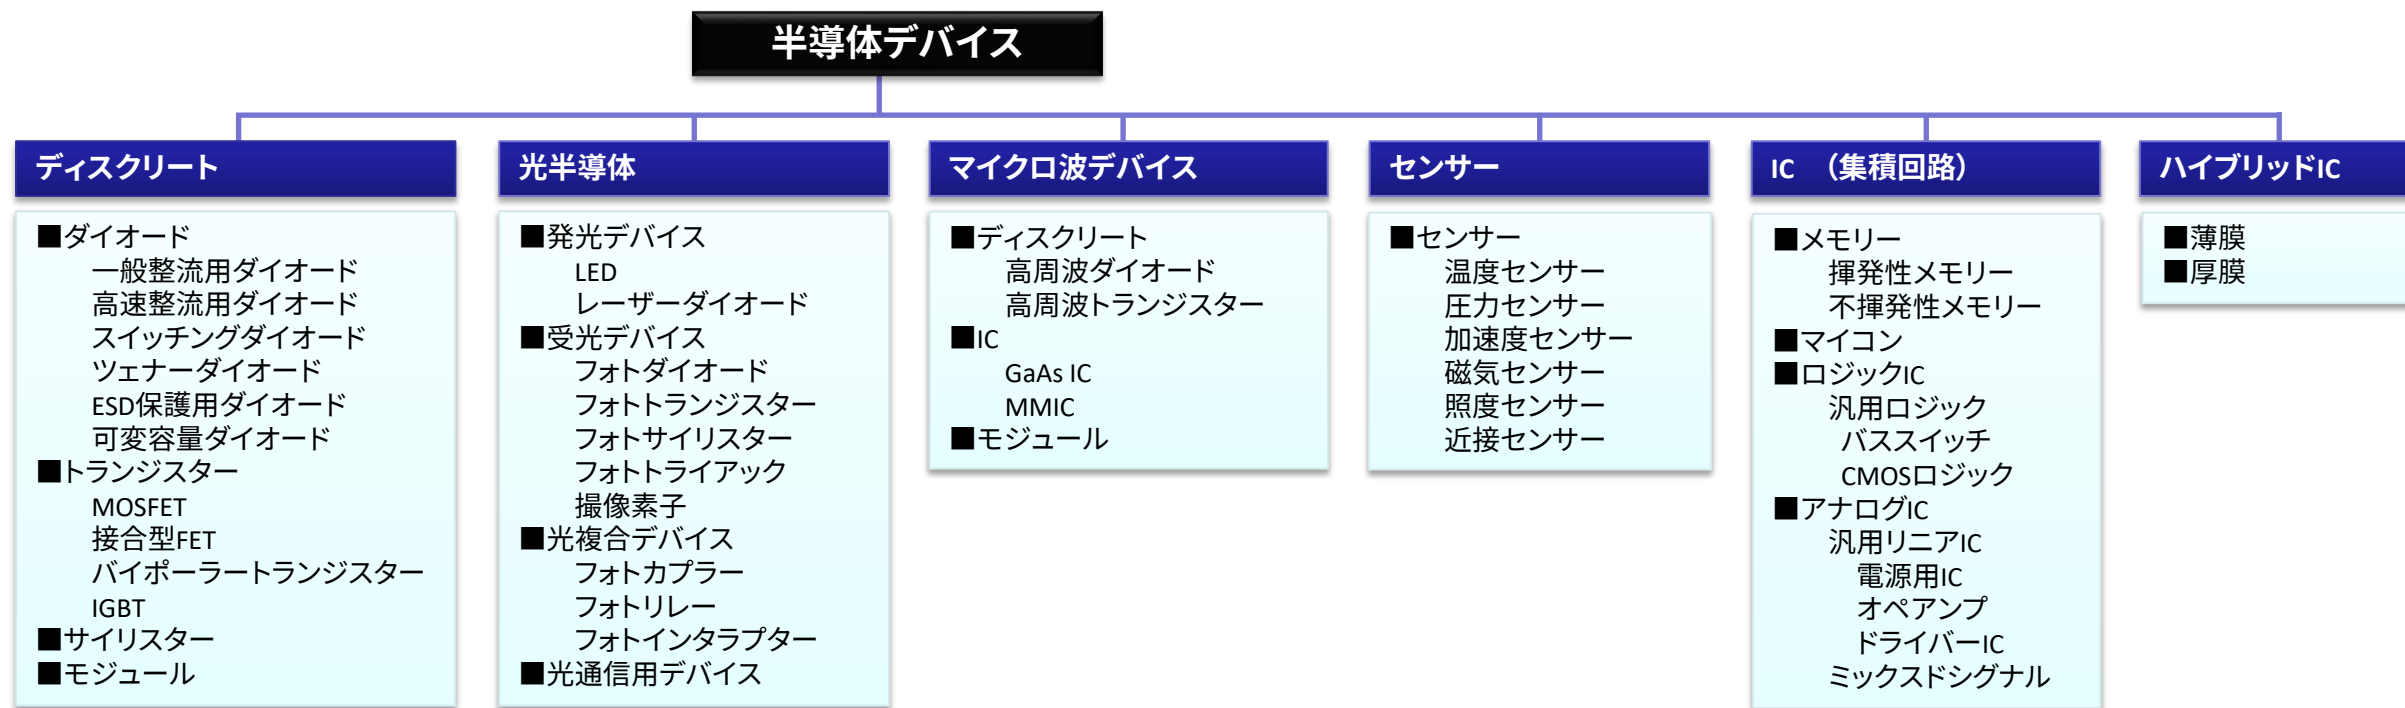 半導体デバイス
ディスクリート
■ダイオード
一般整流用ダイオード
高速整流用ダイオード
スイッチングダイオード
ツェナーダイオード
ESD保護用ダイオード
可変容量ダイオード
■トランジスター
MOSFET
接合型FET
バイポーラートランジスター
IGBT
■サイリスター
■モジュール
光半導体
■発光デバイス
LED
レーザーダイオード
■受光デバイス
フォトダイオード
フォトトランジスター
フォトサイリスター
フォトトライアック
撮像素子
■光複合デバイス
フォトカプラー
フォトリレー
フォトインタラプター
■光通信用デバイス
マイクロ波デバイス
■ディスクリート
高周波ダイオード
高周波トランジスター
■IC
GaAs IC
MMIC
■モジュール
センサー
■センサー
温度センサー
圧力センサー
加速度センサー
磁気センサー
照度センサー
近接センサー
IC （集積回路）
■メモリー
揮発性メモリー
不揮発性メモリー
■マイコン
■ロジックIC
汎用ロジック
バススイッチ
CMOSロジック
■アナログIC
汎用リニアIC
電源用IC
オペアンプ
ドライバーIC
ミックスドシグナル
ハイブリッドIC
■薄膜
■厚膜